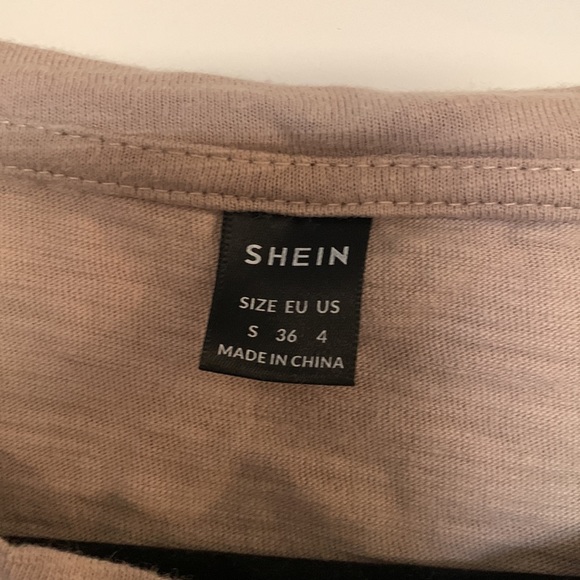 SHEIN
SIZE EU US
S 36 4
MADE IN CHINA